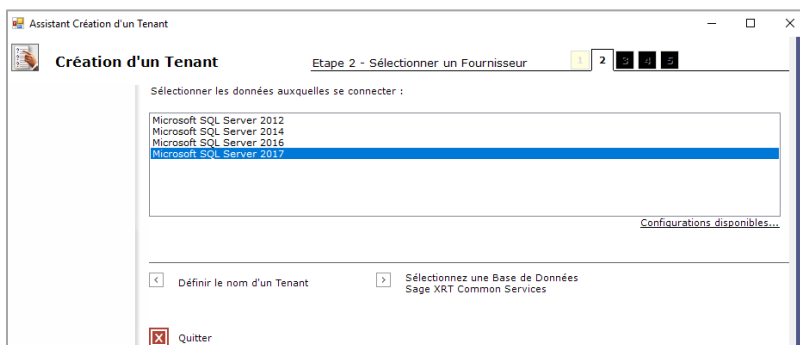 Assistant Création d'un Tenant
Création d'un Tenant
Etape 2 - Sélectionner un Fournisseur
1 2 3 4 5
Sélectionner les données auxquelles se connecter :
Microsoft SQL Server 2012
Microsoft SQL Server 2014
Microsoft SQL Server 2016
Microsoft SQL Server 2017
Configurations disponibles...
Définir le nom d'un Tenant
Sélectionnez une Base de Données
Sage XRT Common Services
Quitter